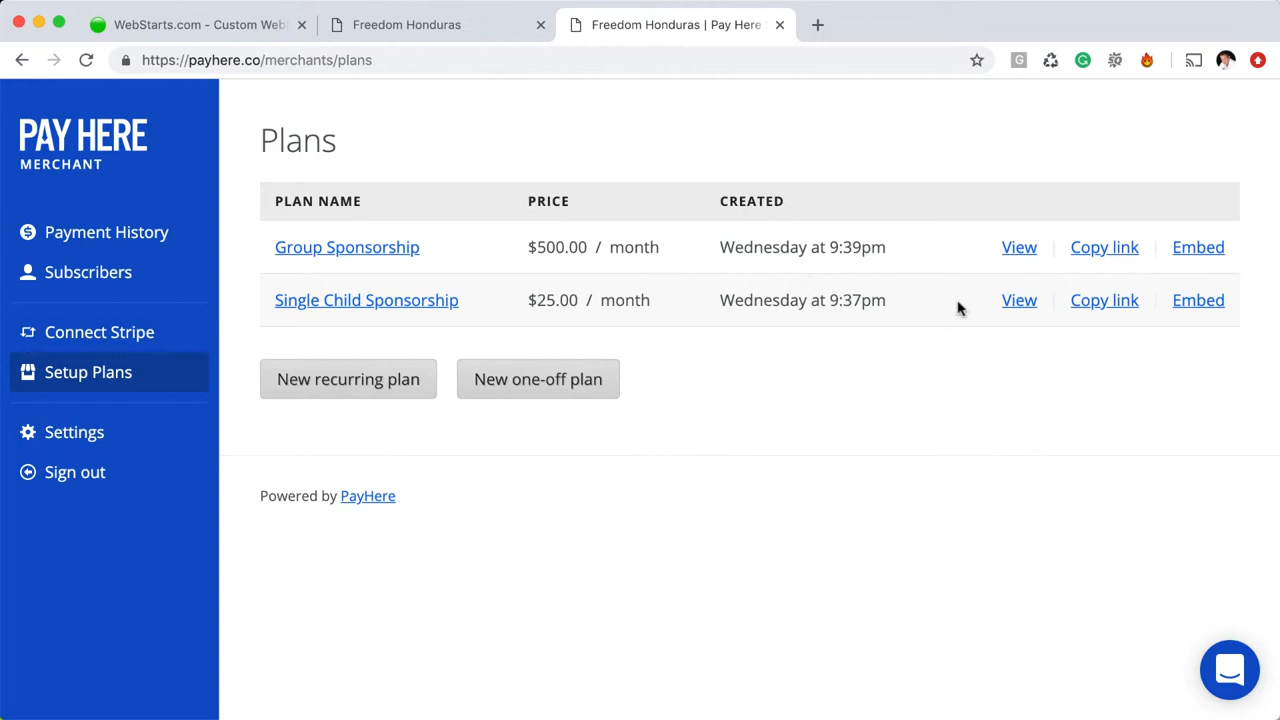 WebStarts.com - Custom Web
Freedom Honduras
Freedom Honduras | Pay Here
https://payhere.co/merchants/plans
PAY HERE
MERCHANT
Payment History
Subscribers
Connect Stripe
Setup Plans
Settings
Sign out
Plans
PLAN NAME PRICE CREATED
Group Sponsorship $500.00 / month Wednesday at 9:39pm View Copy link Embed
Single Child Sponsorship $25.00 / month Wednesday at 9:37pm View Copy link Embed
New recurring plan New one-off plan
Powered by PayHere